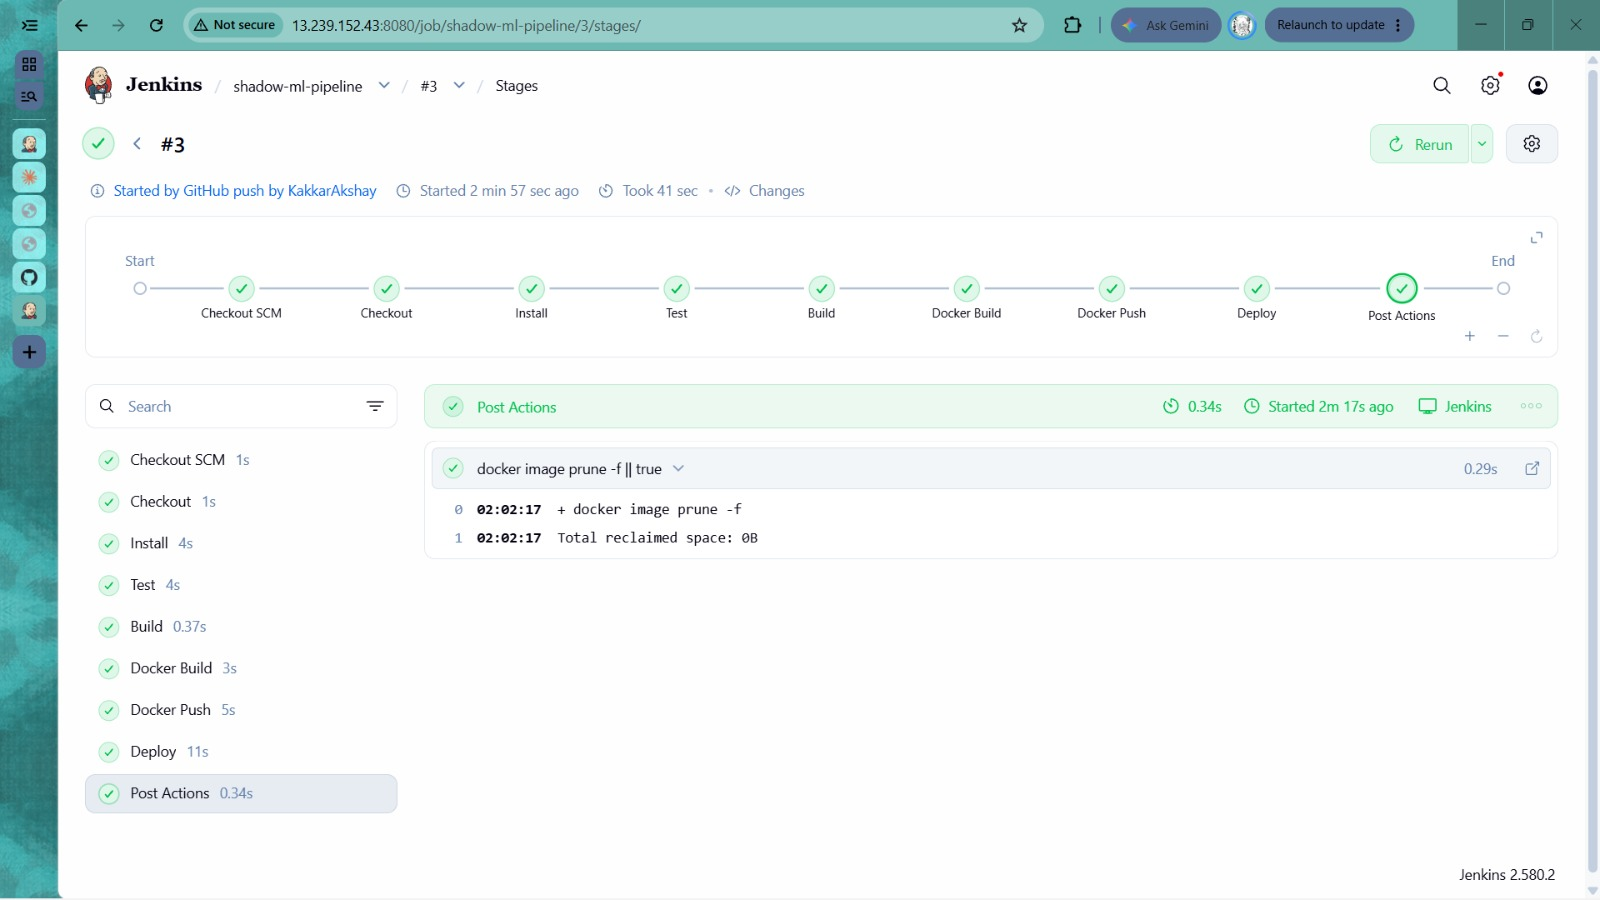 Not secure
13.239.152.43:8080/job/shadow-ml-pipeline/3/stages/
Ask Gemini
Relaunch to update
Jenkins / shadow-ml-pipeline / #3 / Stages
#3
Rerun
Started by GitHub push by KakkarAkshay
Started 2 min 57 sec ago
Took 41 sec
Changes
Start
End
Checkout SCM
Checkout
Install
Test
Build
Docker Build
Docker Push
Deploy
Post Actions
Search
Checkout SCM 1s
Checkout 1s
Install 4s
Test 4s
Build 0.37s
Docker Build 3s
Docker Push 5s
Deploy 11s
Post Actions 0.34s
Post Actions
0.34s
Started 2m 17s ago
Jenkins
docker image prune -f || true
0.29s
0 02:02:17 + docker image prune -f
1 02:02:17 Total reclaimed space: 0B
Jenkins 2.580.2